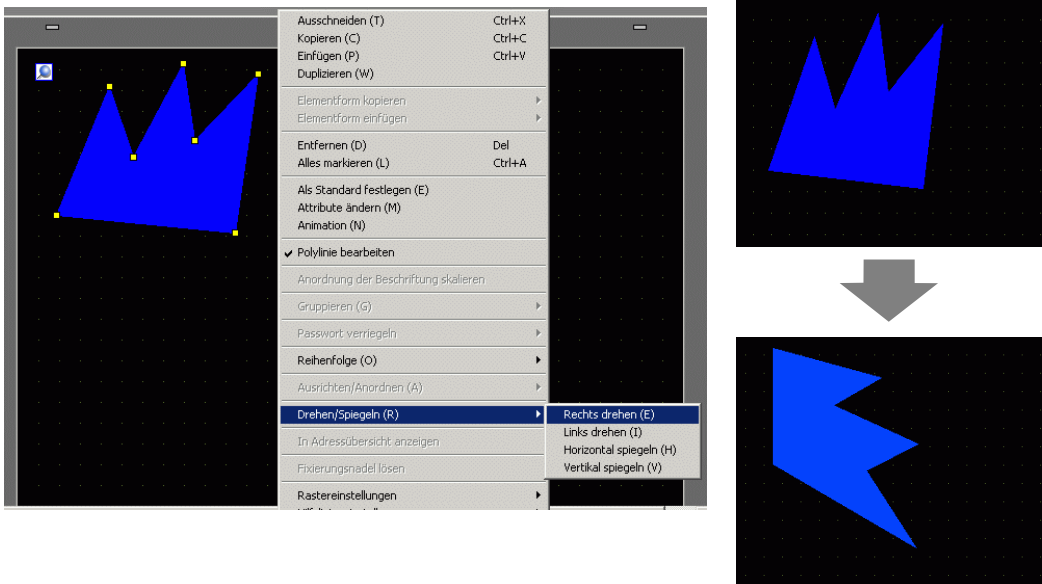 Ausschneiden (T) Ctrl+X
Kopieren (C) Ctrl+C
Einfügen (P) Ctrl+V
Duplizieren (W)
Elementform kopieren
Elementform einfügen
Entfernen (D) Del
Alles markieren (L) Ctrl+A
Als Standard festlegen (E)
Attribute ändern (M)
Animation (N)
Polylinie bearbeiten
Anordnung der Beschriftung skalieren
Gruppieren (G)
Passwort verriegeln
Reihenfolge (O)
Ausrichten/Anordnen (A)
Drehen/Spiegeln (R)
Rechts drehen (E)
Links drehen (I)
Horizontal spiegeln (H)
Vertikal spiegeln (V)
In Adressübersicht anzeigen
Fixierungsnadel lösen
Rastereinstellungen